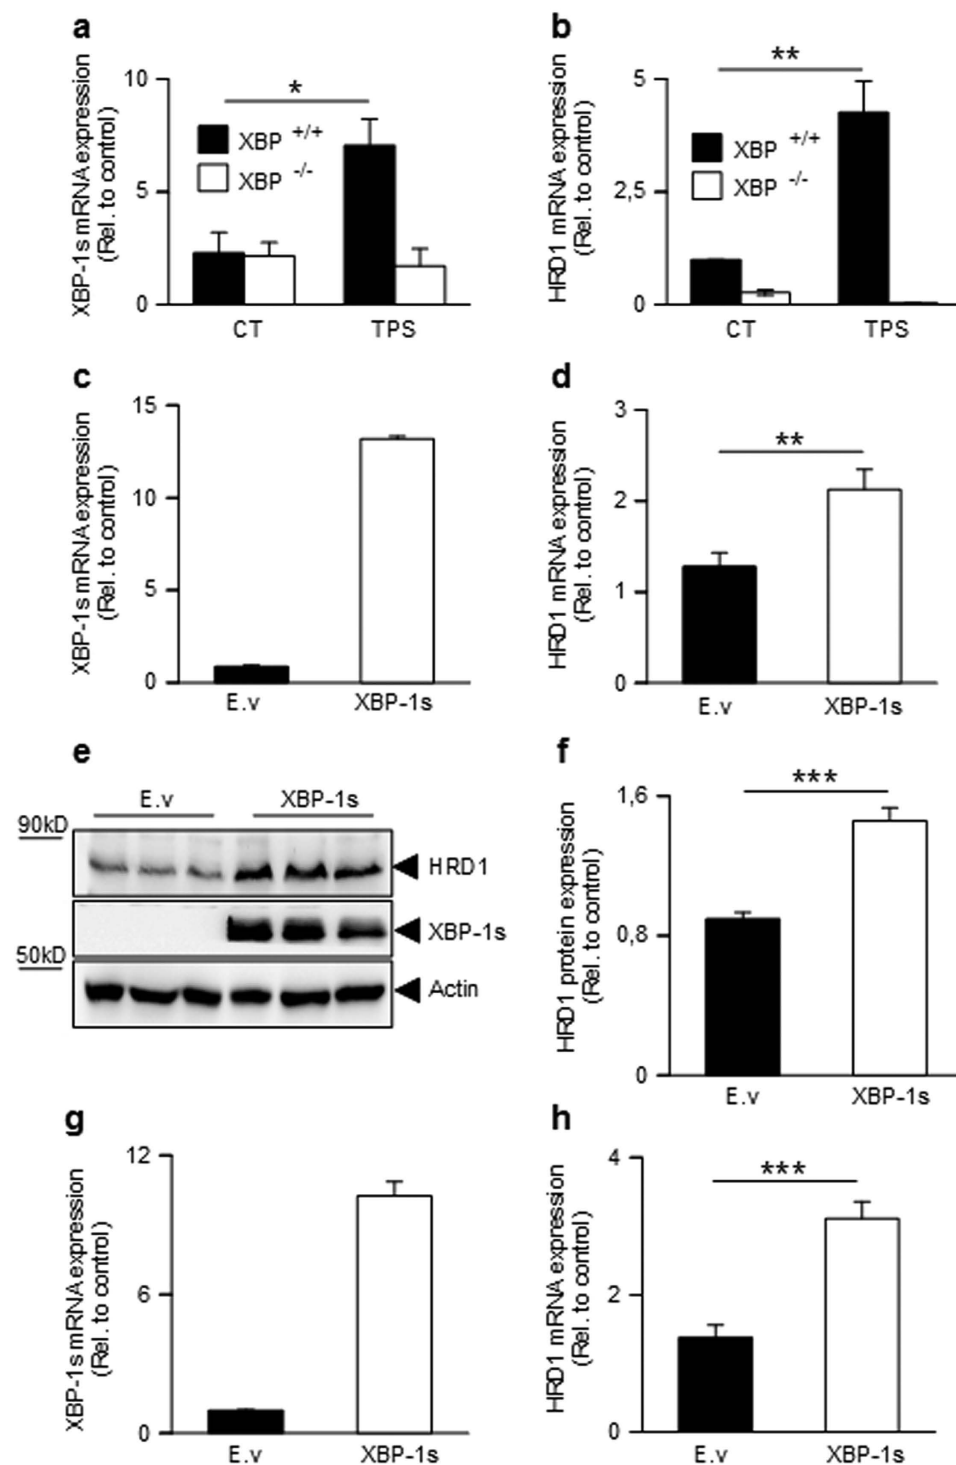 a
XBP-1s mRNA expression
(Rel. to control)
10
5
0
*
XBP +/+
XBP -/-
CT
TPS
b
HRD1 mRNA expression
(Rel. to control)
5
2,5
0
**
XBP +/+
XBP -/-
CT
TPS
c
XBP-1s mRNA expression
(Rel. to control)
15
10
5
0
E.v
XBP-1s
d
HRD1 mRNA expression
(Rel. to control)
3
2
1
0
**
E.v
XBP-1s
e
E.v
XBP-1s
90kD
HRD1
XBP-1s
50kD
Actin
f
HRD1 protein expression
(Rel. to control)
1,6
0,8
0
***
E.v
XBP-1s
g
XBP-1s mRNA expression
(Rel. to control)
12
6
0
E.v
XBP-1s
h
HRD1 mRNA expression
(Rel. to control)
4
2
0
***
E.v
XBP-1s